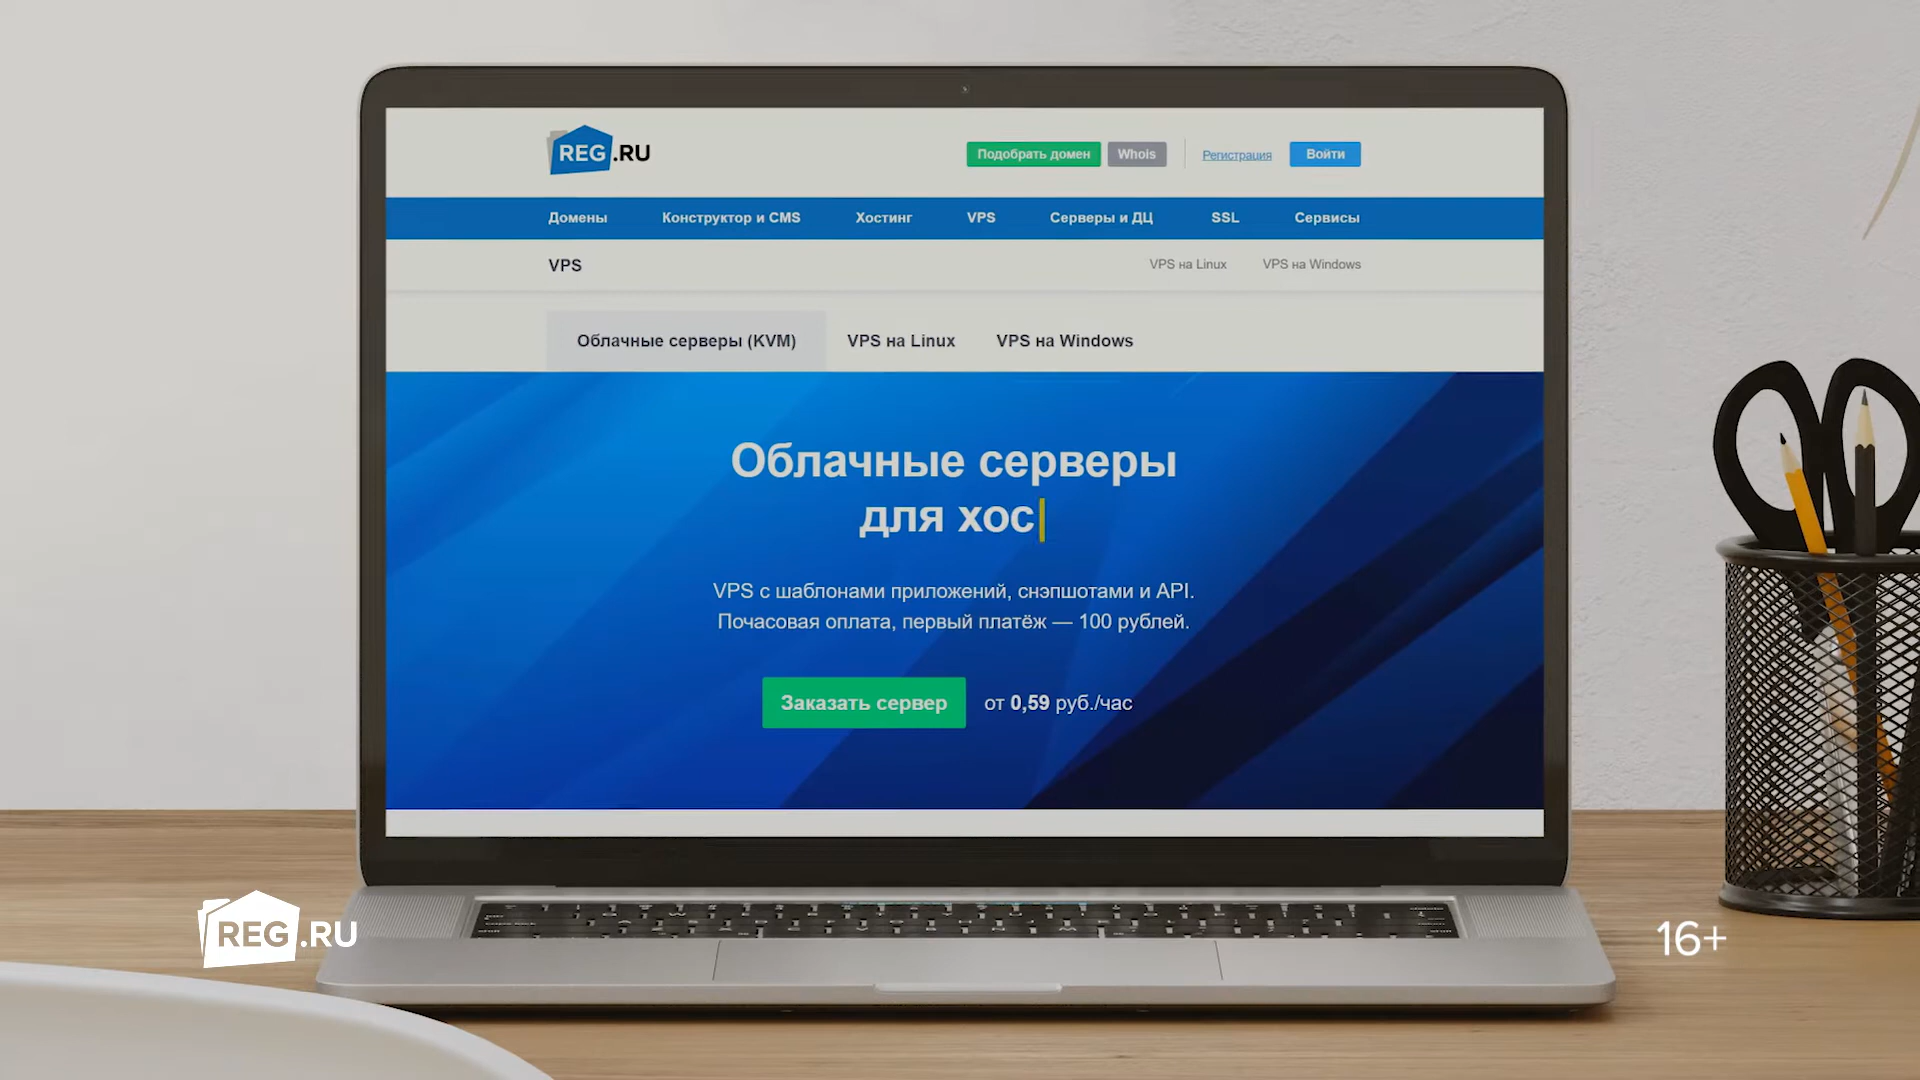 REG.RU
Подобрать домен
Whois
Регистрация
Войти
Домены
Конструктор и CMS
Хостинг
VPS
Серверы и ДЦ
SSL
Сервисы
VPS
VPS на Linux
VPS на Windows
Облачные серверы (KVM)
VPS на Linux
VPS на Windows
Облачные серверы
для хос
VPS с шаблонами приложений, снэпшотами и API.
Почасовая оплата, первый платёж — 100 рублей.
Заказать сервер
от 0,59 руб./час
REG.RU
16+